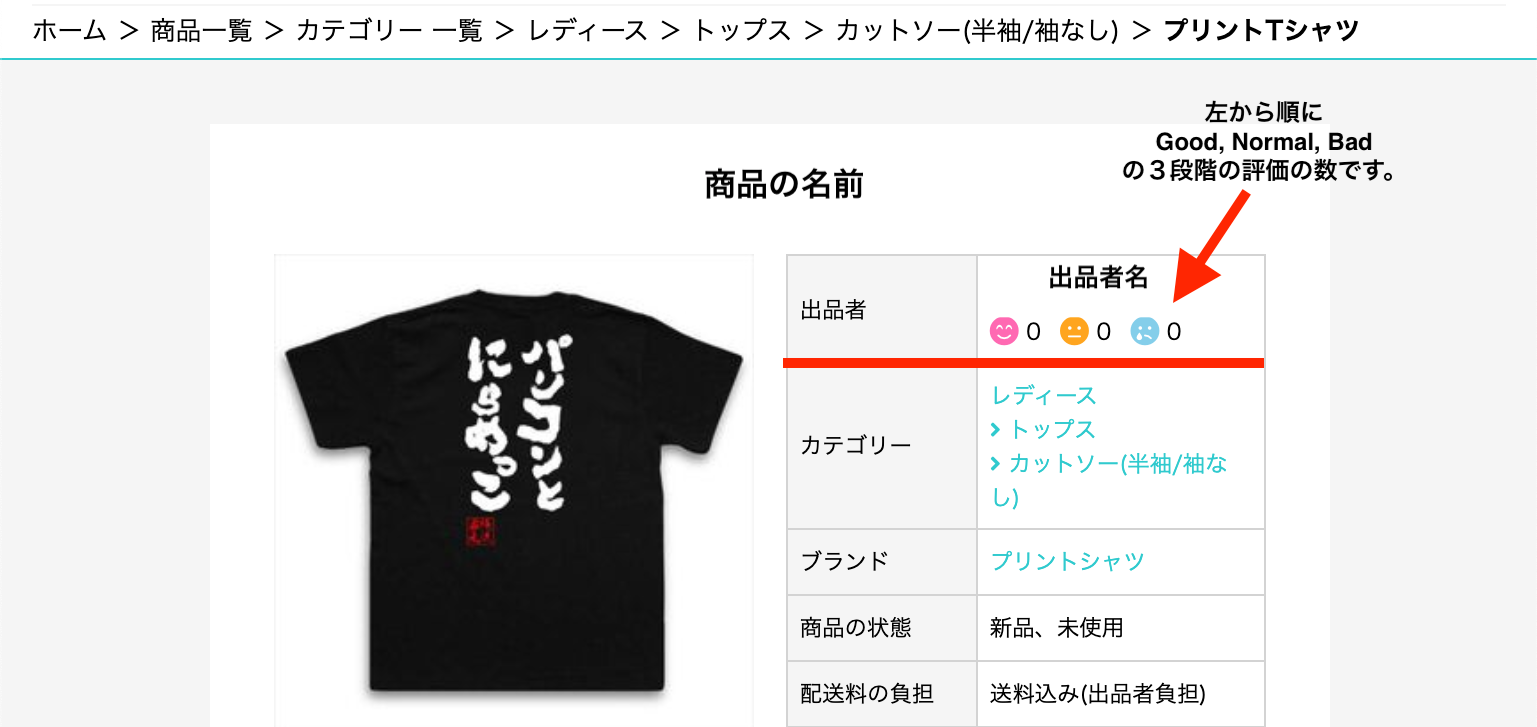 ホーム ＞ 商品一覧 ＞ カテゴリー 一覧 ＞ レディース ＞ トップス ＞ カットソー(半袖/袖なし) ＞ プリントTシャツ
左から順に
Good, Normal, Bad
の３段階の評価の数です。
商品の名前
パソコンと
にらめっこ
出品者
出品者名
0 0 0
カテゴリー
レディース
トップス
カットソー(半袖/袖な
し)
ブランド
プリントシャツ
商品の状態
新品、未使用
配送料の負担
送料込み(出品者負担)